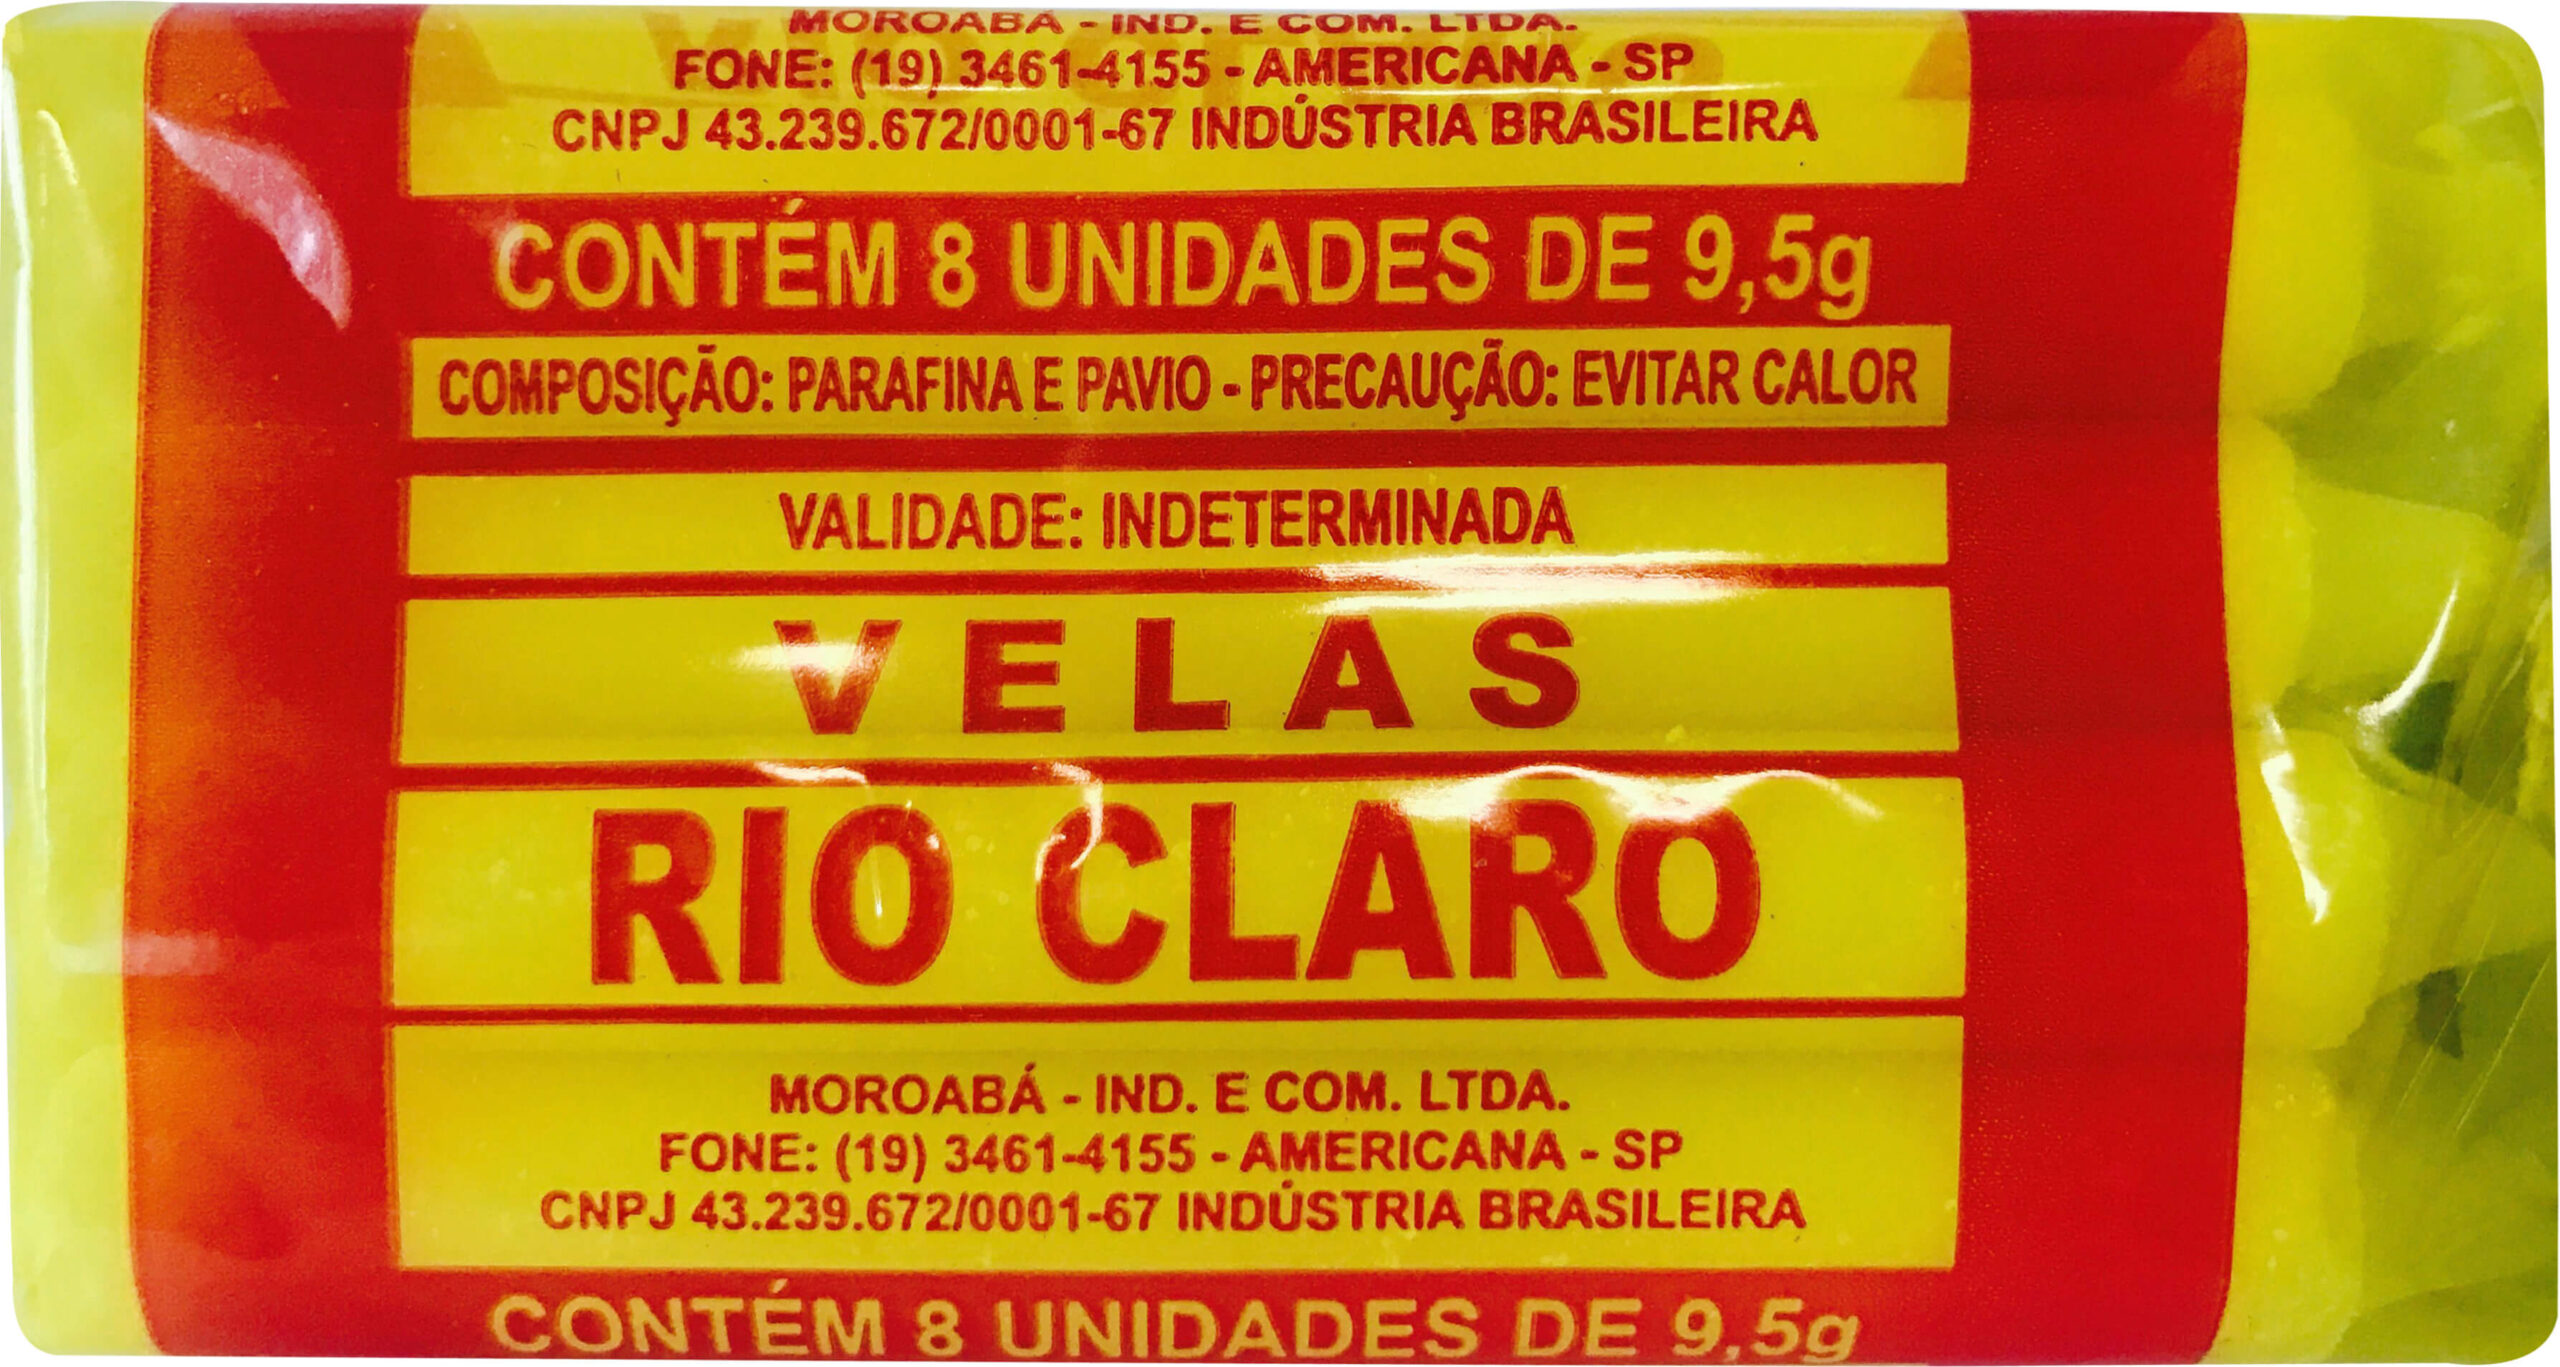 MOROABÁ - IND. E COM. LTDA.
FONE: (19) 3461-4155 - AMERICANA - SP
CNPJ 43.239.672/0001-67 INDÚSTRIA BRASILEIRA
CONTÉM 8 UNIDADES DE 9,5g
COMPOSIÇÃO: PARAFINA E PAVIO - PRECAUÇÃO: EVITAR CALOR
VALIDADE: INDETERMINADA
VELAS
RIO CLARO
MOROABÁ - IND. E COM. LTDA.
FONE: (19) 3461-4155 - AMERICANA - SP
CNPJ 43.239.672/0001-67 INDÚSTRIA BRASILEIRA
CONTÉM 8 UNIDADES DE 9,5g